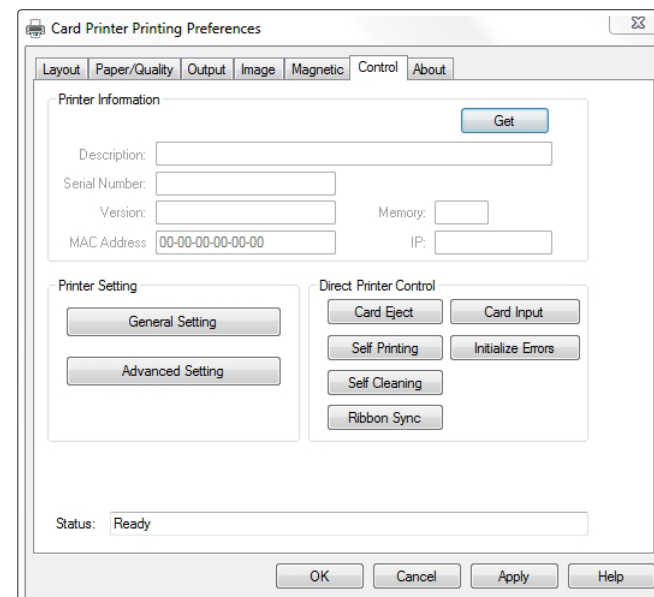 Card Printer Printing Preferences
Layout Paper/Quality Output Image Magnetic Control About
Printer Information
Get
Description:
Serial Number:
Version: Memory:
MAC Address 00-00-00-00-00-00 IP:
Printer Setting Direct Printer Control
General Setting Card Eject Card Input
Self Printing Initialize Errors
Advanced Setting Self Cleaning
Ribbon Sync
Status: Ready
OK Cancel Apply Help